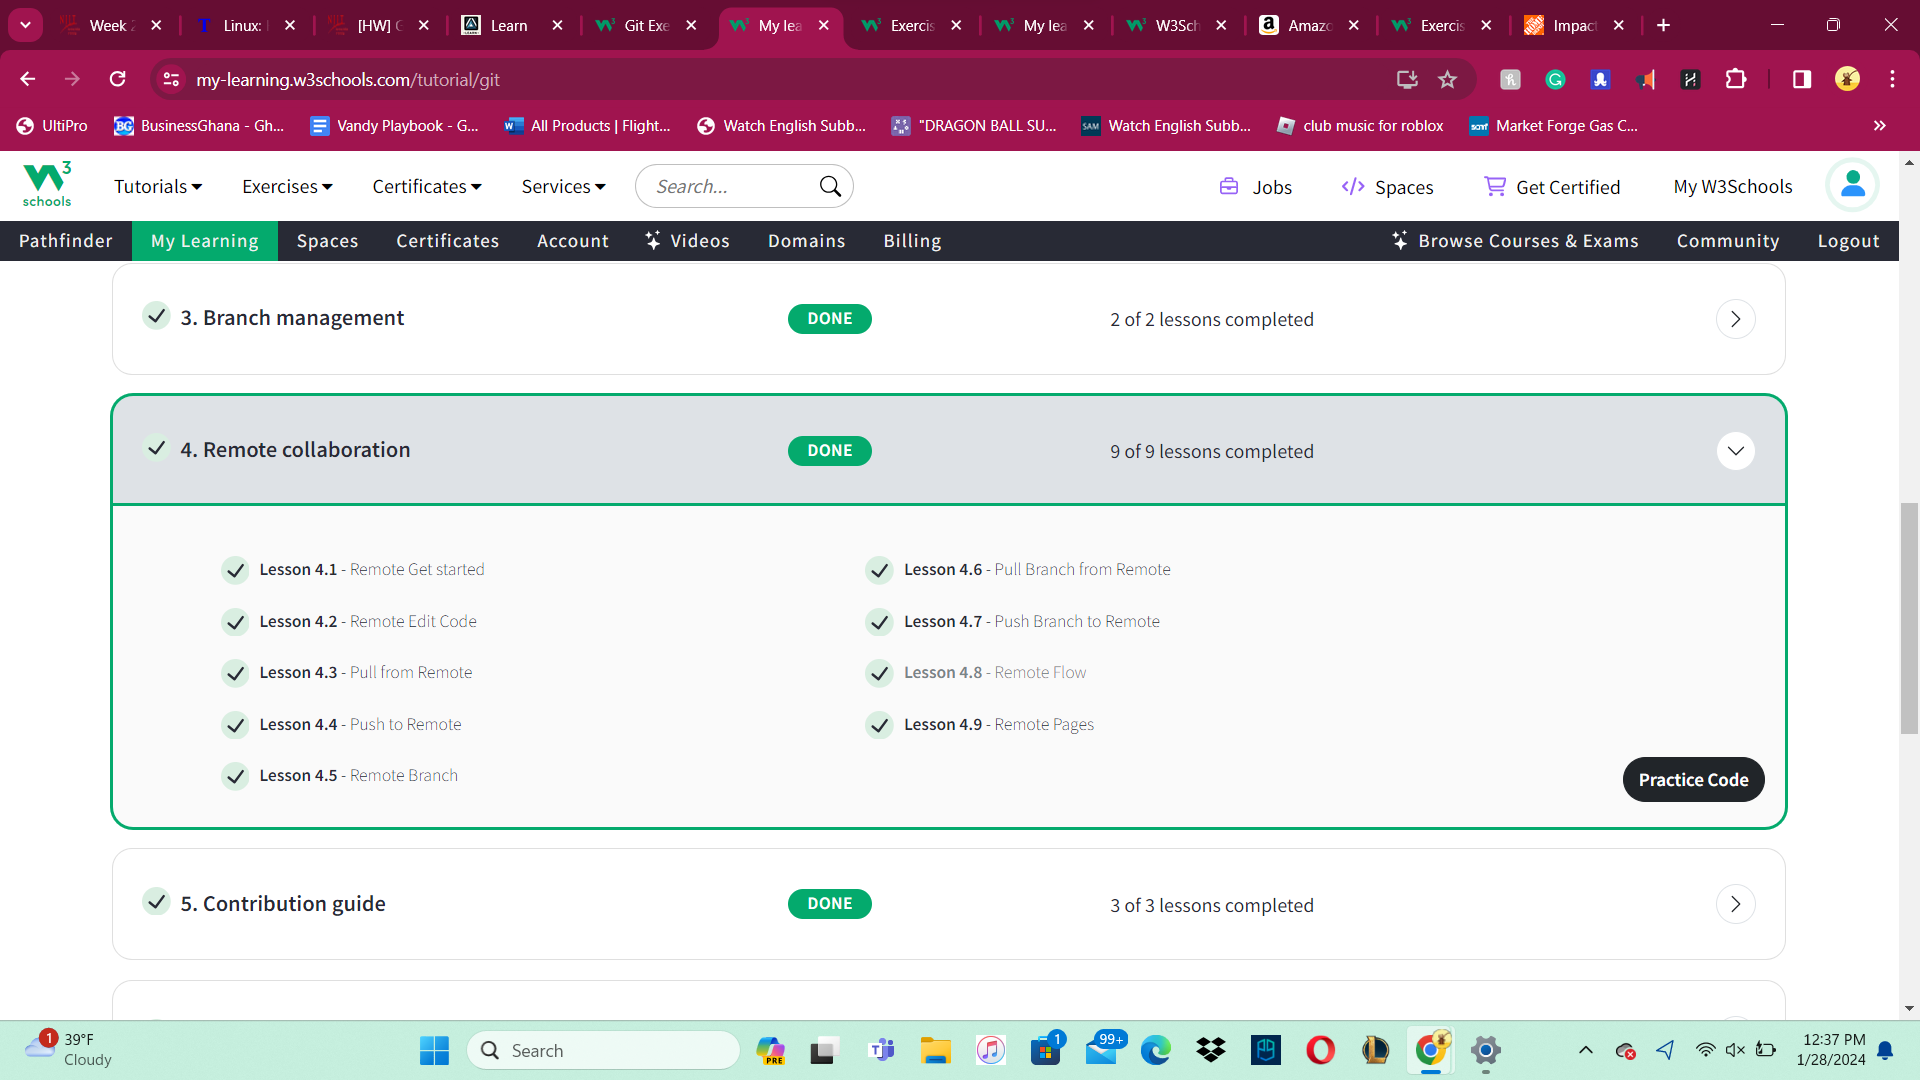 Week 2
Linux:
[HW] G
Learn
Git Exe
My lea
Exercis
My lea
W3Sch
Amazo
Exercis
Impact
my-learning.w3schools.com/tutorial/git
UltiPro
BusinessGhana - Gh...
Vandy Playbook - G...
All Products | Flight...
Watch English Subb...
"DRAGON BALL SU...
Watch English Subb...
club music for roblox
Market Forge Gas C...
3
schools
Tutorials
Exercises
Certificates
Services
Search...
Jobs
Spaces
Get Certified
My W3Schools
Pathfinder
My Learning
Spaces
Certificates
Account
Videos
Domains
Billing
Browse Courses & Exams
Community
Logout
3. Branch management
DONE
2 of 2 lessons completed
4. Remote collaboration
DONE
9 of 9 lessons completed
Lesson 4.1 - Remote Get started
Lesson 4.2 - Remote Edit Code
Lesson 4.3 - Pull from Remote
Lesson 4.4 - Push to Remote
Lesson 4.5 - Remote Branch
Lesson 4.6 - Pull Branch from Remote
Lesson 4.7 - Push Branch to Remote
Lesson 4.8 - Remote Flow
Lesson 4.9 - Remote Pages
Practice Code
5. Contribution guide
DONE
3 of 3 lessons completed
1
39°F
Cloudy
Search
PRE
1
99+
12:37 PM
1/28/2024